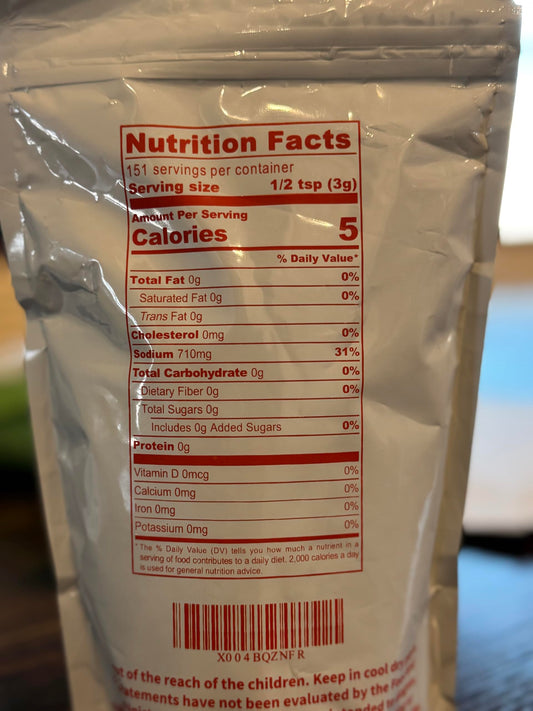 Nutrition Facts
151 servings per container
Serving size 1/2 tsp (3g)
Amount Per Serving
Calories 5
% Daily Value*
Total Fat 0g 0%
Saturated Fat 0g 0%
Trans Fat 0g
Cholesterol 0mg 0%
Sodium 710mg 31%
Total Carbohydrate 0g 0%
Dietary Fiber 0g 0%
Total Sugars 0g
Includes 0g Added Sugars 0%
Protein 0g
Vitamin D 0mcg 0%
Calcium 0mg 0%
Iron 0mg 0%
Potassium 0mg 0%
* The % Daily Value (DV) tells you how much a nutrient in a
serving of food contributes to a daily diet. 2,000 calories a day
is used for general nutrition advice.
X004BQZNFR
of the reach of the children. Keep in cool dry
statements have not been evaluated by the